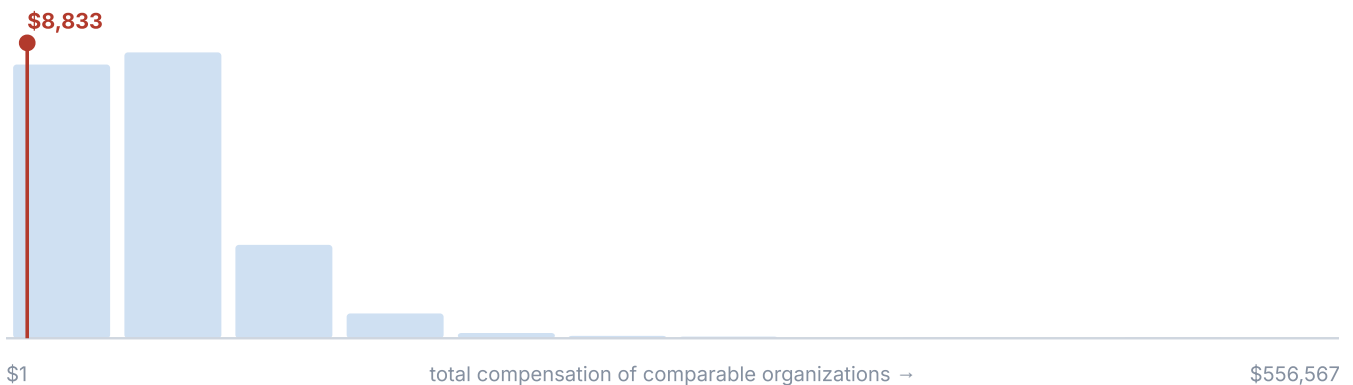 $8,833
$1
total compensation of comparable organizations →
$556,567